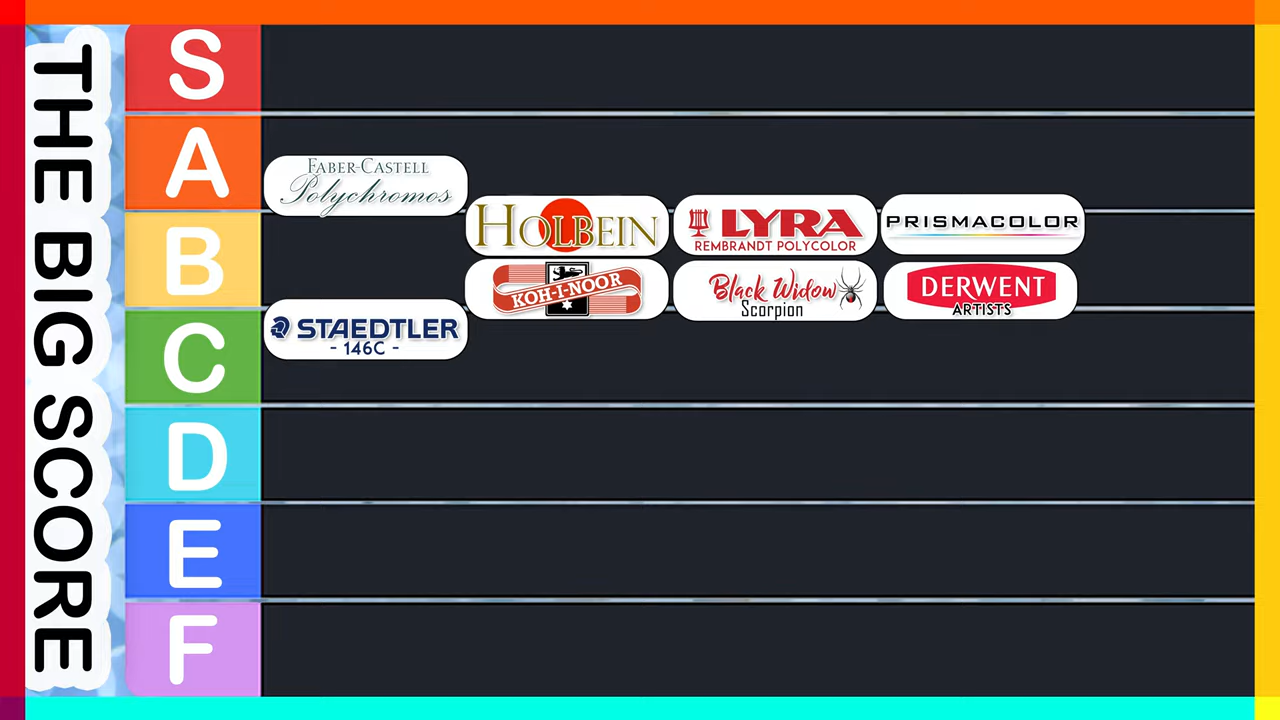 THE BIG SCORE
S
A
FABER-CASTELL
Polychromos
HOLBEIN
LYRA
REMBRANDT POLYCOLOR
PRISMACOLOR
B
KOH-I-NOOR
Black Widow
Scorpion
DERWENT
ARTISTS
STAEDTLER
- 146C -
C
D
E
F